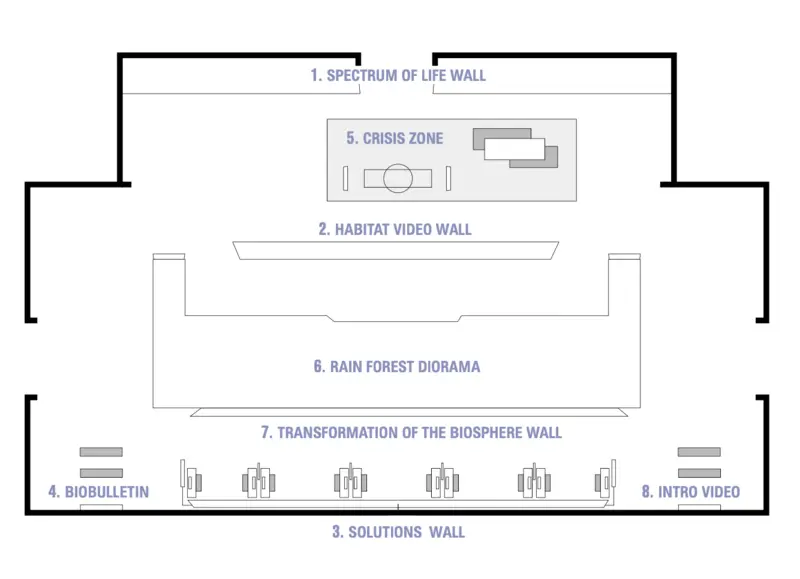 1. SPECTRUM OF LIFE WALL
5. CRISIS ZONE
2. HABITAT VIDEO WALL
6. RAIN FOREST DIORAMA
7. TRANSFORMATION OF THE BIOSPHERE WALL
4. BIOBULLETIN
8. INTRO VIDEO
3. SOLUTIONS WALL